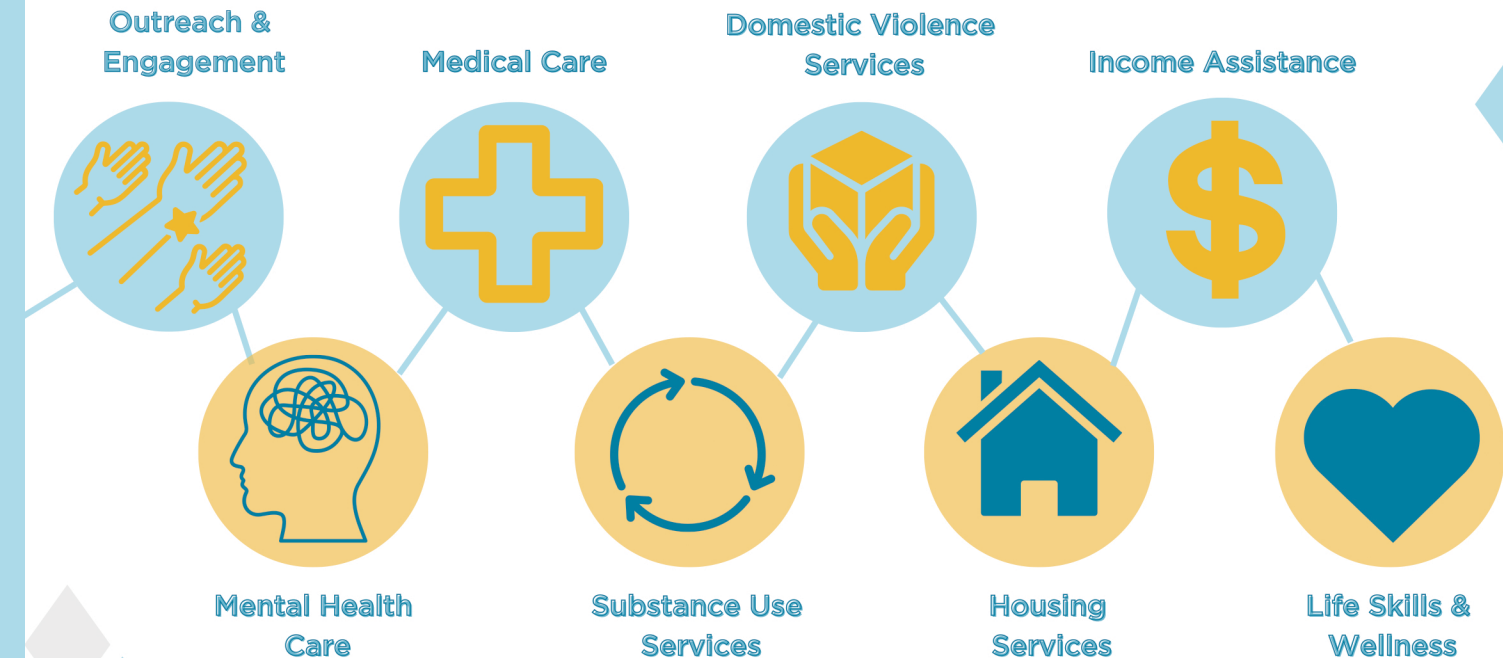 Outreach &
Engagement
Medical Care
Domestic Violence
Services
Income Assistance
Mental Health
Care
Substance Use
Services
Housing
Services
Life Skills &
Wellness